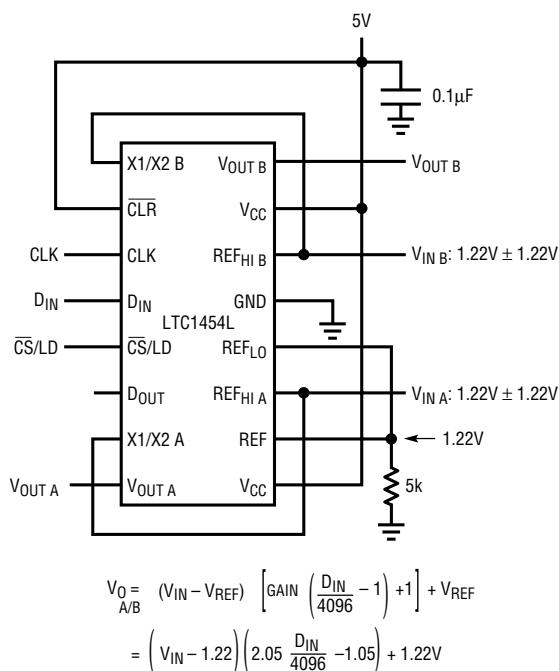 5V
0.1µF
X1/X2 B
V_OUT B
V_OUT B
CLR
V_CC
CLK
CLK
REF_HI B
V_IN B: 1.22V ± 1.22V
D_IN
D_IN
GND
LTC1454L
CS/LD
CS/LD
REF_LO
D_OUT
REF_HI A
V_IN A: 1.22V ± 1.22V
X1/X2 A
REF
1.22V
V_OUT A
V_OUT A
V_CC
5k
V_O A/B = (V_IN – V_REF) [GAIN (D_IN/4096 – 1) +1] + V_REF
= (V_IN – 1.22)(2.05 D_IN/4096 –1.05) + 1.22V